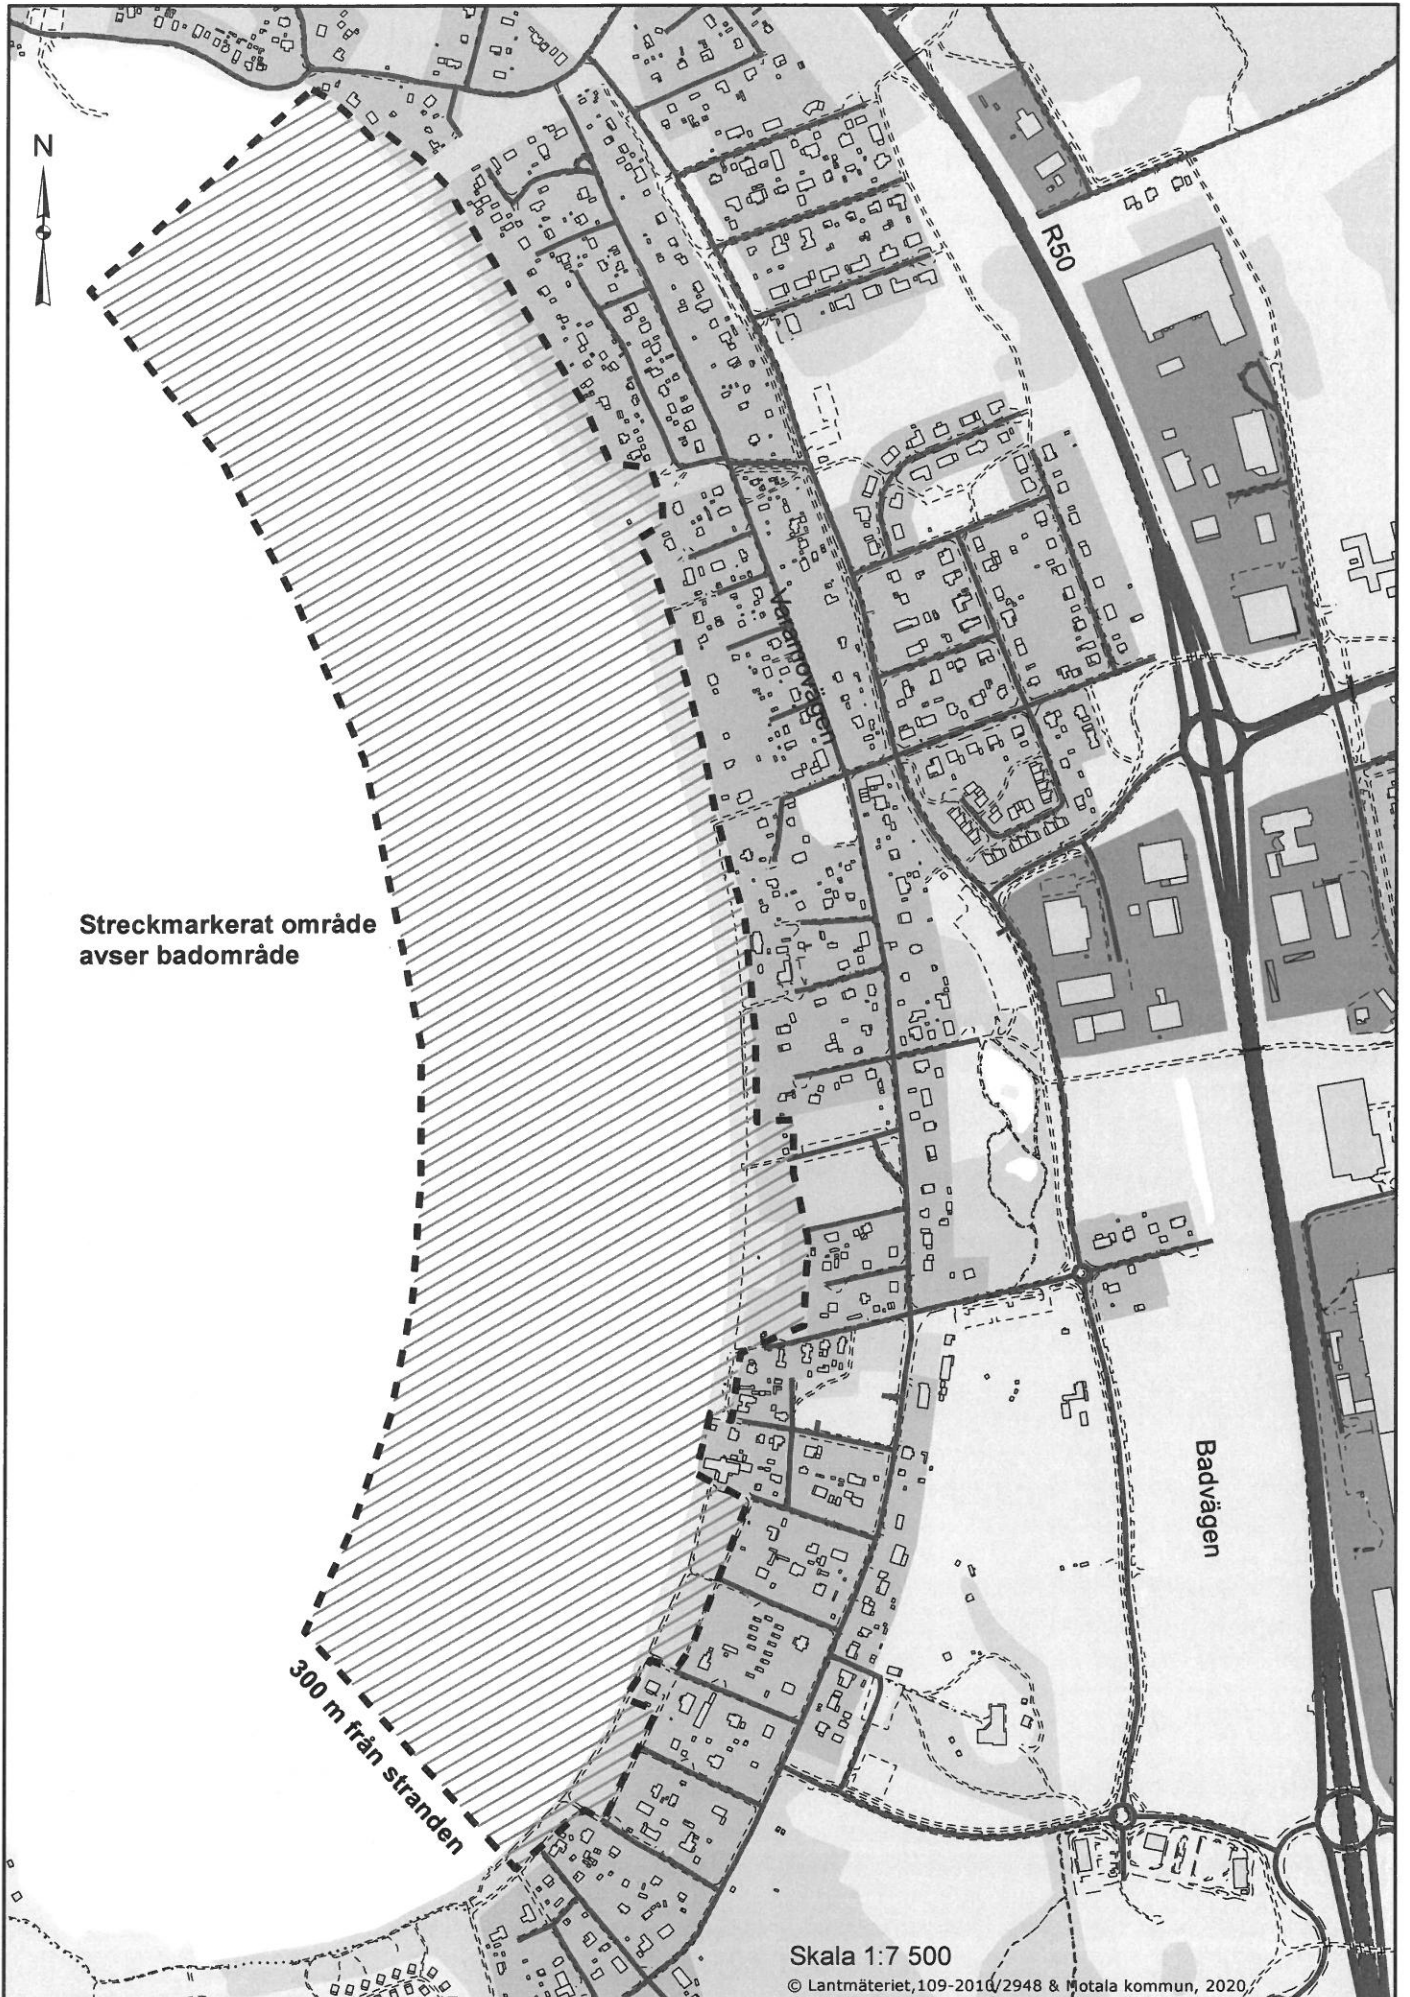 N
R50
Varamovägen
Streckmarkerat område
avser badområde
Badvägen
300 m från stranden
Skala 1:7 500
© Lantmäteriet,109-2010/2948 & Motala kommun, 2020